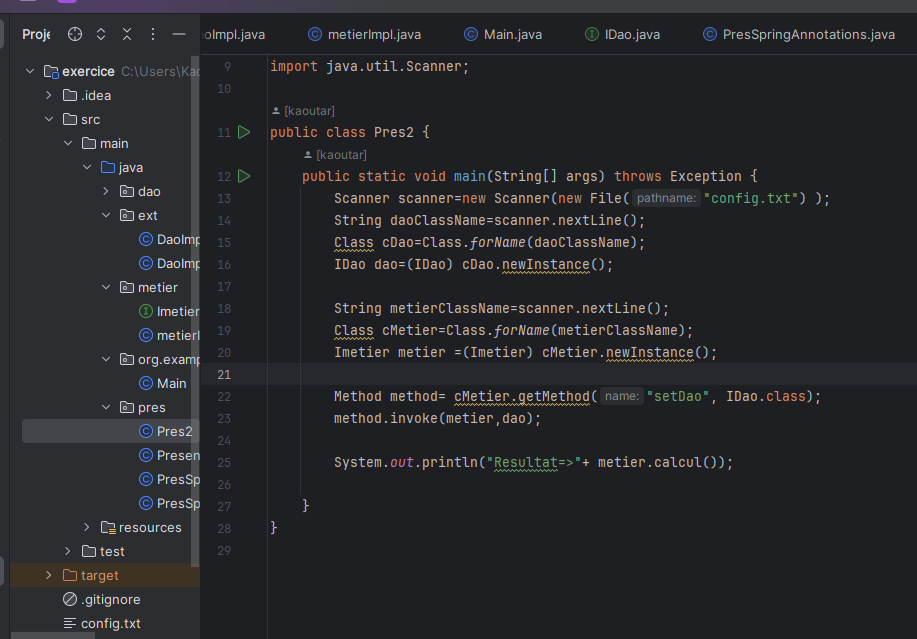 Proje
oImpl.java metierImpl.java Main.java IDao.java PresSpringAnnotations.java
exercice C:\Users\Kao
.idea
src
main
java
dao
ext
DaoImp
DaoImp
metier
Imetier
metierI
org.examp
Main
pres
Pres2
Presen
PresSp
PresSp
resources
test
target
.gitignore
config.txt
9 import java.util.Scanner;
10
[kaoutar]
11 public class Pres2 {
[kaoutar]
12 public static void main(String[] args) throws Exception {
13 Scanner scanner=new Scanner(new File( pathname: "config.txt") );
14 String daoClassName=scanner.nextLine();
15 Class cDao=Class.forName(daoClassName);
16 IDao dao=(IDao) cDao.newInstance();
17
18 String metierClassName=scanner.nextLine();
19 Class cMetier=Class.forName(metierClassName);
20 Imetier metier =(Imetier) cMetier.newInstance();
21
22 Method method= cMetier.getMethod( name: "setDao", IDao.class);
23 method.invoke(metier,dao);
24
25 System.out.println("Resultat=>"+ metier.calcul());
26
27 }
28 }
29